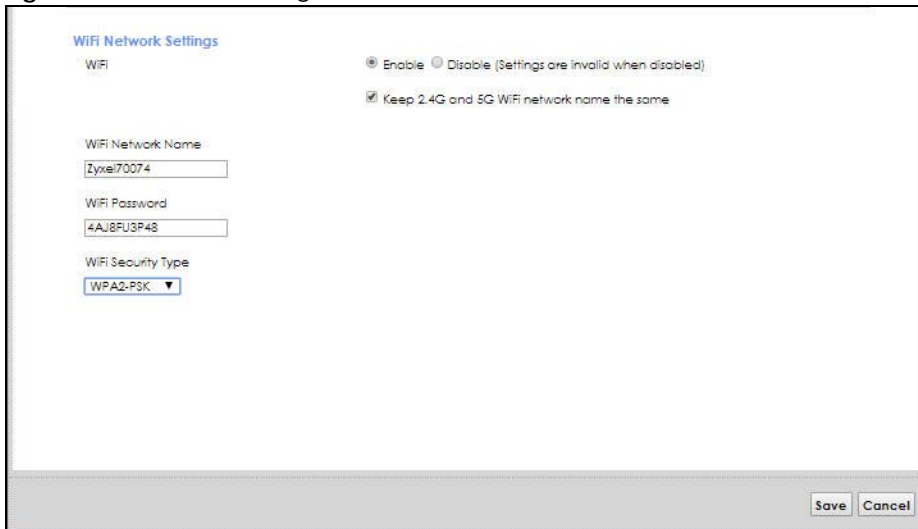 WiFi Network Settings
WiFi
Enable Disable (Settings are invalid when disabled)
Keep 2.4G and 5G WiFi network name the same
WiFi Network Name
Zyxel70074
WiFi Password
4AJ8FU3P48
WiFi Security Type
WPA2-PSK
Save Cancel